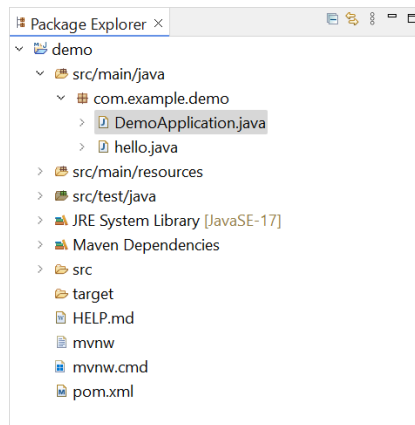 Package Explorer
demo
src/main/java
com.example.demo
DemoApplication.java
hello.java
src/main/resources
src/test/java
JRE System Library [JavaSE-17]
Maven Dependencies
src
target
HELP.md
mvnw
mvnw.cmd
pom.xml